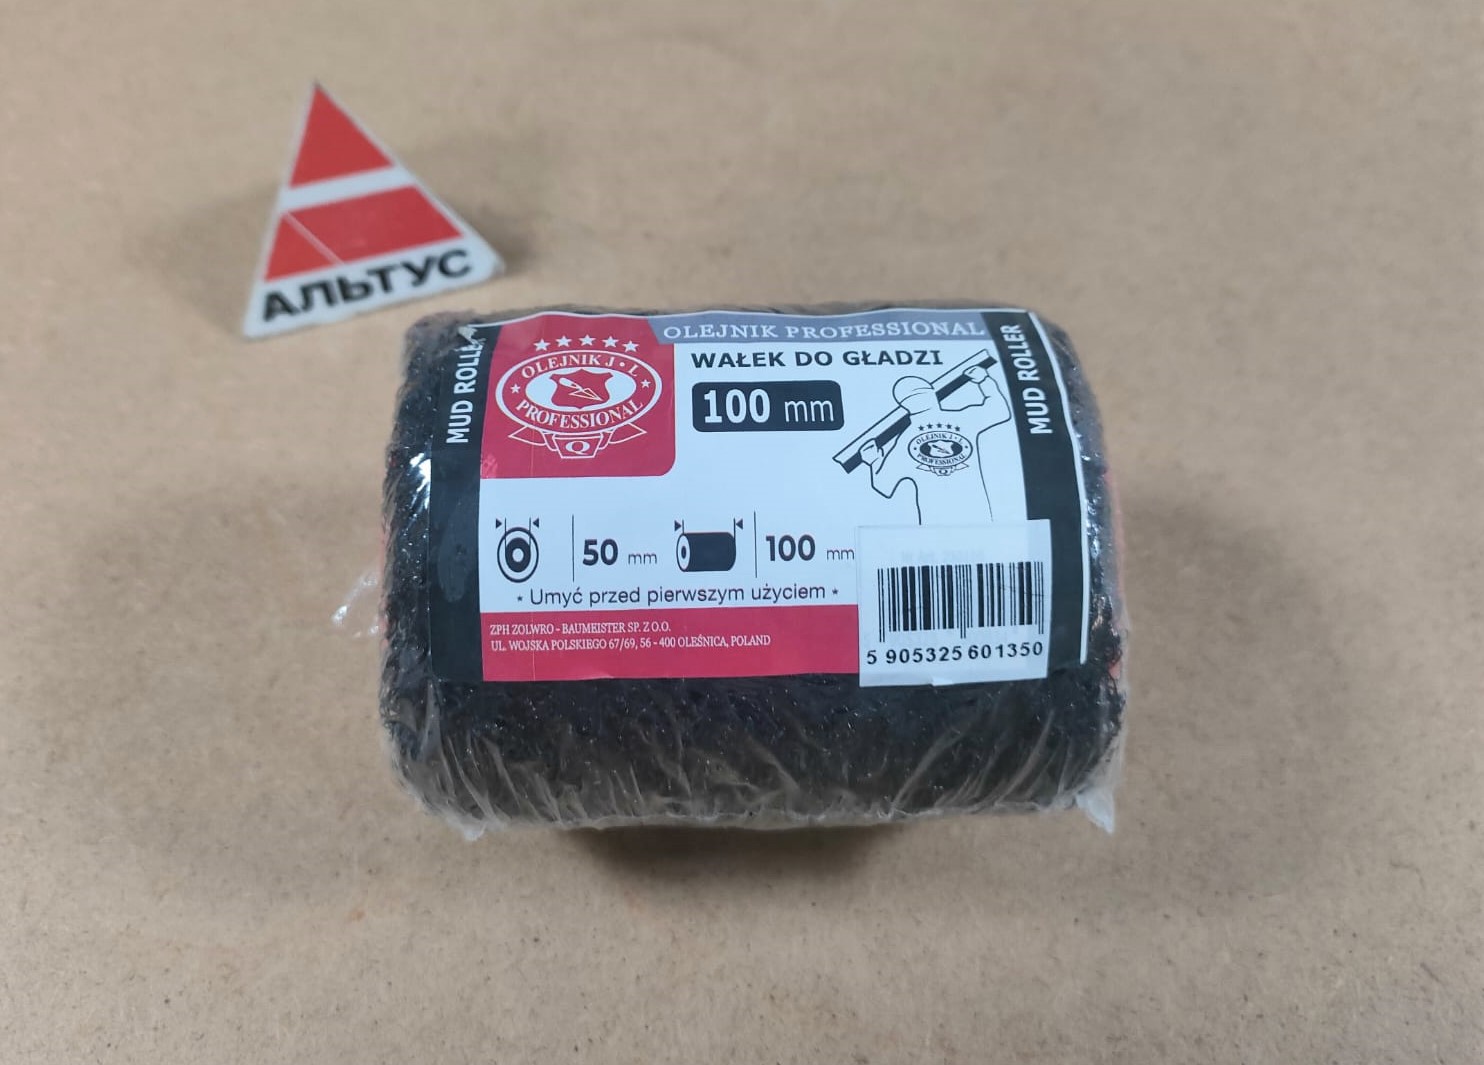 АЛЬТУС
MUD ROLLER
OLEJNIK J • L
PROFESSIONAL
Q
OLEJNIK PROFESSIONAL
WAŁEK DO GŁADZI
100 mm
OLEJNIK J • L
PROFESSIONAL
Q
MUD ROLLER
50 mm
100 mm
* Umyć przed pierwszym użyciem *
ZPH ZOLWRO - BAUMEISTER SP. Z O.O.
UL. WOJSKA POLSKIEGO 67/69, 56 - 400 OLEŚNICA, POLAND
5 905325 601350